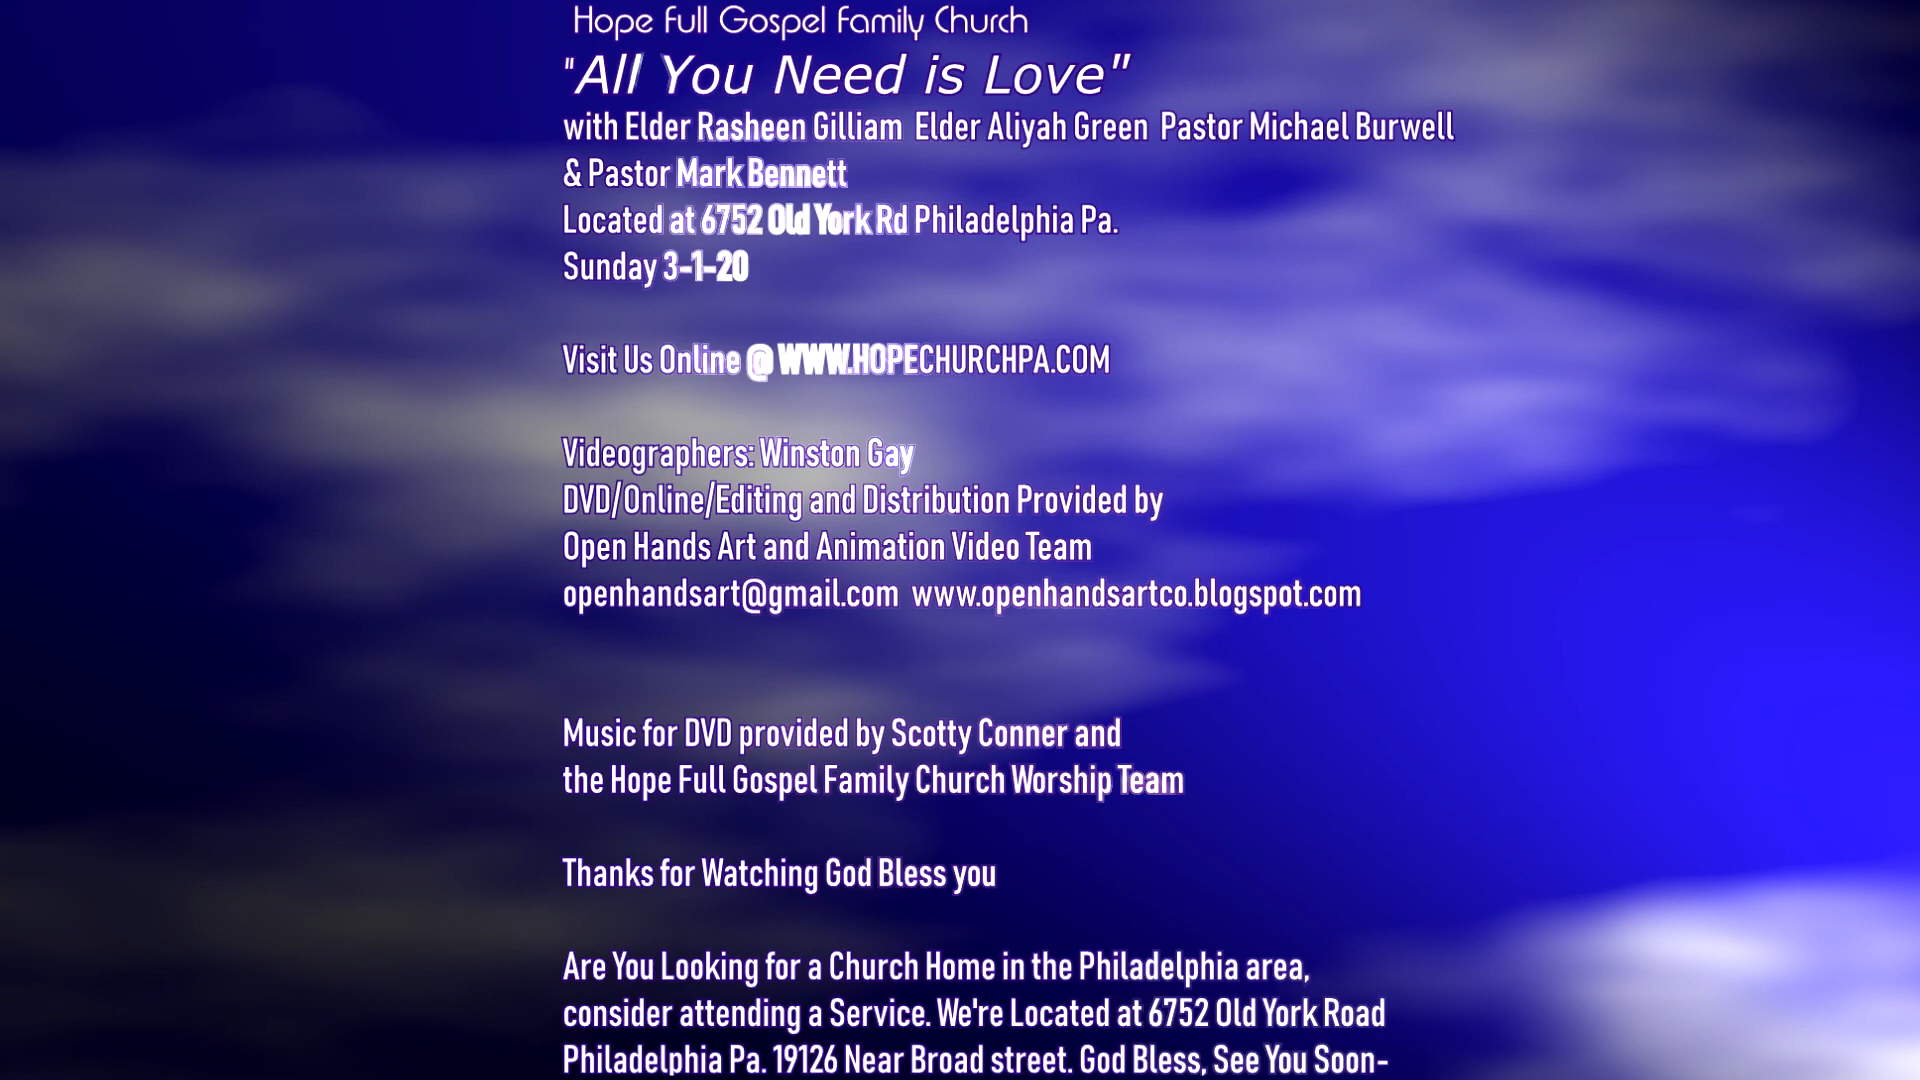 Hope Full Gospel Family Church
"All You Need is Love"
with Elder Rasheen Gilliam  Elder Aliyah Green  Pastor Michael Burwell
& Pastor Mark Bennett
Located at 6752 Old York Rd Philadelphia Pa.
Sunday 3-1-20
Visit Us Online @ WWW.HOPECHURCHPA.COM
Videographers: Winston Gay
DVD/Online/Editing and Distribution Provided by
Open Hands Art and Animation Video Team
openhandsart@gmail.com  www.openhandsartco.blogspot.com
Music for DVD provided by Scotty Conner and
the Hope Full Gospel Family Church Worship Team
Thanks for Watching God Bless you
Are You Looking for a Church Home in the Philadelphia area,
consider attending a Service. We're Located at 6752 Old York Road
Philadelphia Pa. 19126 Near Broad street. God Bless, See You Soon-